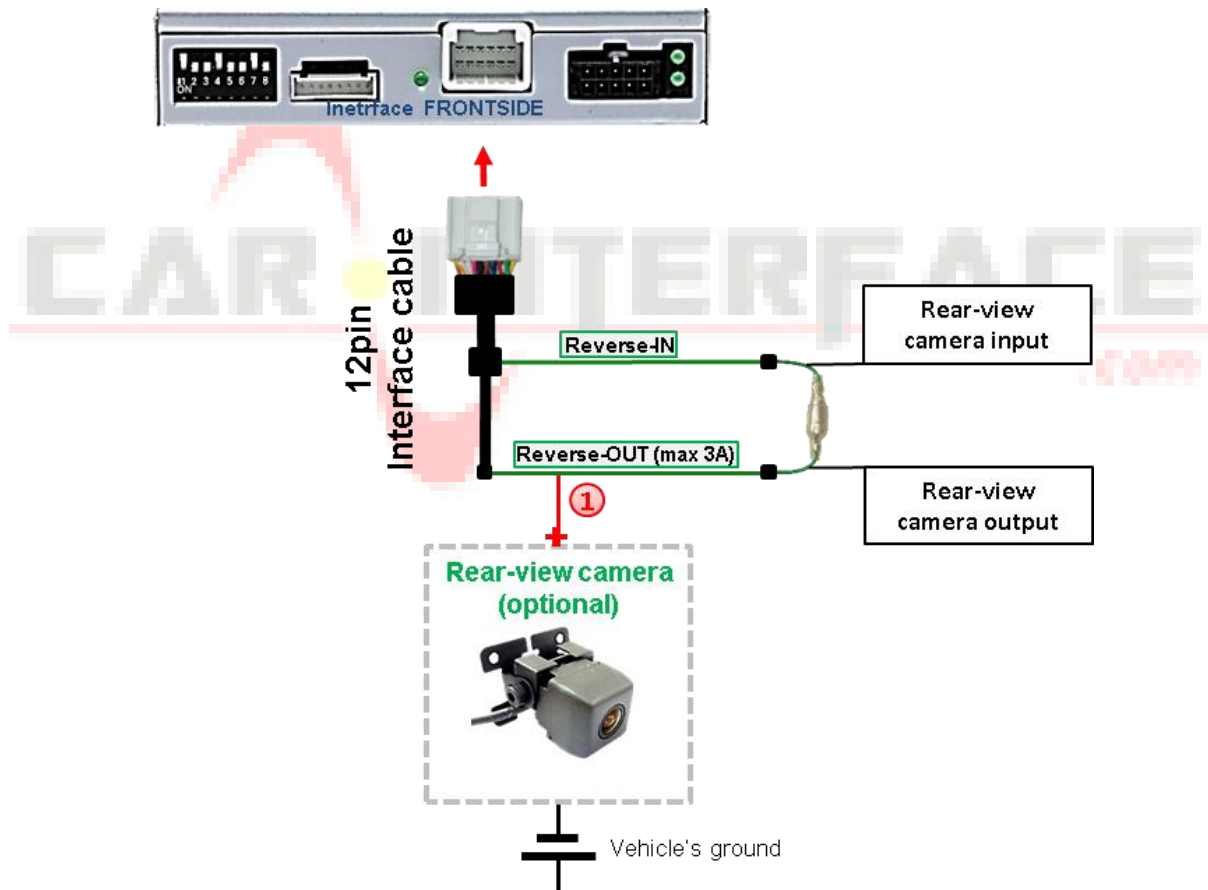 1 2 3 4 5 6 7 8
ON
Inetrface FRONTSIDE
CAR INTERFACE
.com
12pin
Interface cable
Reverse-IN
Rear-view
camera input
Reverse-OUT (max 3A)
1
Rear-view
camera output
Rear-view camera
(optional)
Vehicle's ground